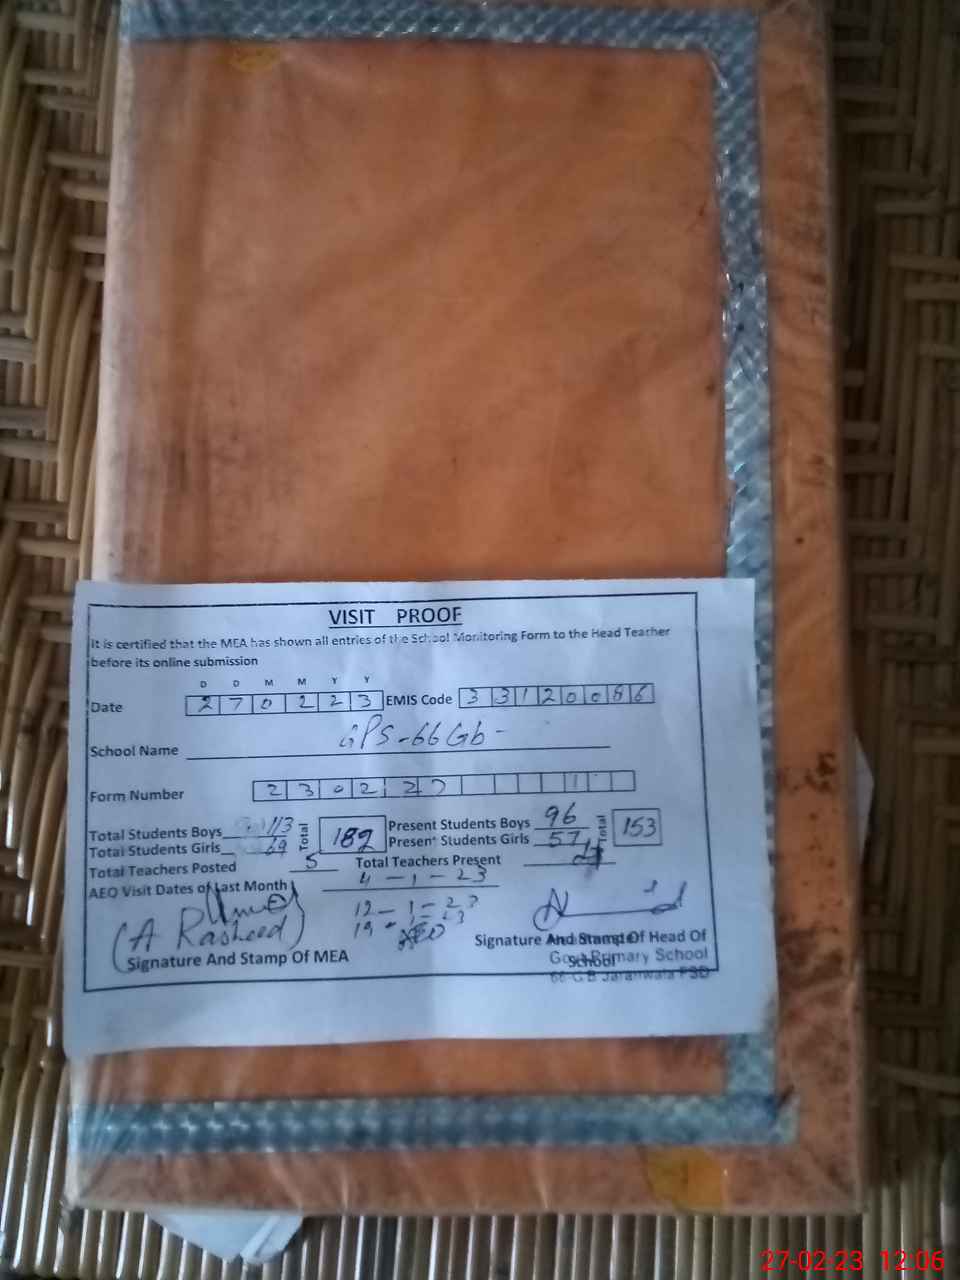 VISIT PROOF
It is certified that the MEA has shown all entries of the School Monitoring Form to the Head Teacher
before its online submission
D D M M Y Y
Date 2 7 0 2 2 3 EMIS Code 3 3 1 2 0 0 8 6
School Name GPS-66Gb-
Form Number 2 3 0 2 2 7 1
Total Students Boys 113 Total 182 Present Students Boys 96 Total 153
Total Students Girls 69 Present Students Girls 57
Total Teachers Posted 5 Total Teachers Present
AEO Visit Dates of Last Month 4-1-23
12-1-23
(A Rasheed) 19-1-23
AEO
Signature And Stamp Of MEA
Signature And Stamp Of Head Of
School
Govt Primary School
66-GB Jaranwala FSD
27-02-23 12:06